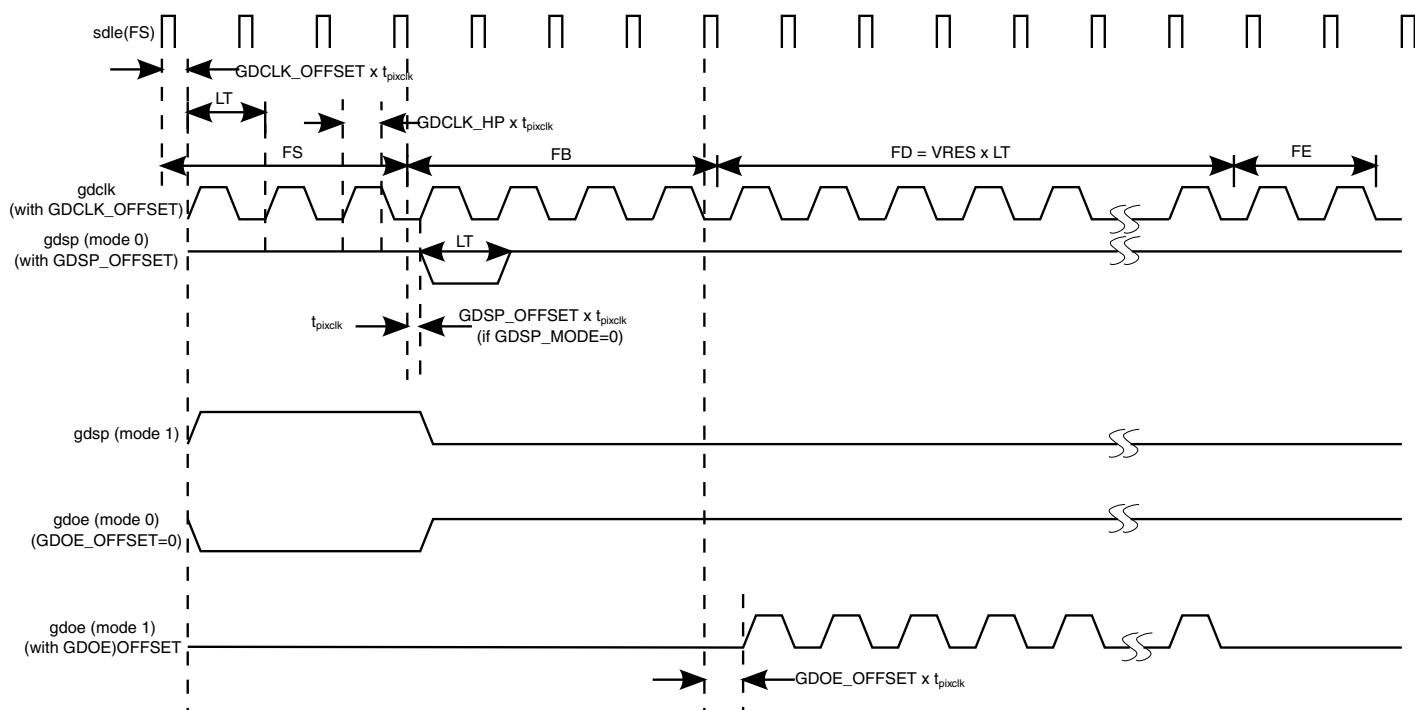 sdle(FS)
GDCLK_OFFSET x tpixclk
LT
GDCLK_HP x tpixclk
FS
FB
FD = VRES x LT
FE
gdclk
(with GDCLK_OFFSET)
gdsp (mode 0)
(with GDSP_OFFSET)
LT
tpixclk
GDSP_OFFSET x tpixclk
(if GDSP_MODE=0)
gdsp (mode 1)
gdoe (mode 0)
(GDOE_OFFSET=0)
gdoe (mode 1)
(with GDOE)OFFSET
GDOE_OFFSET x tpixclk